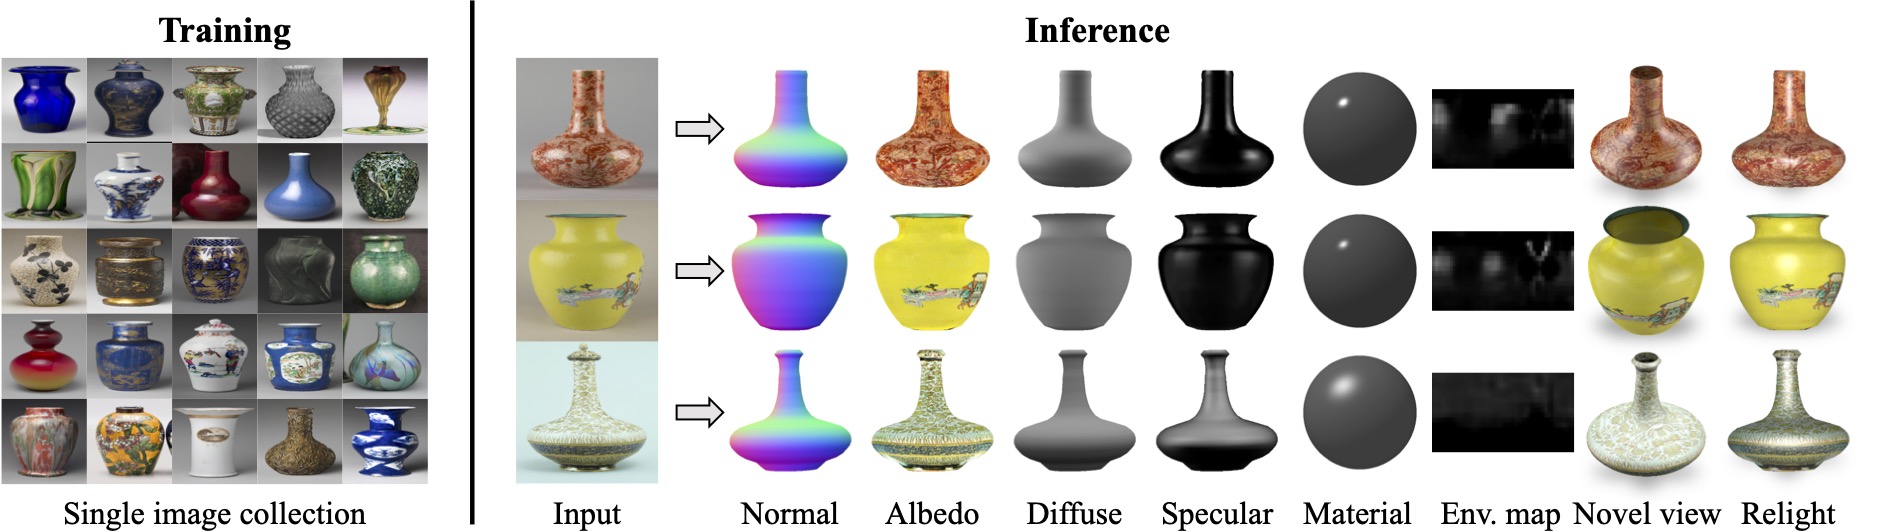 Training
Inference
Single image collection
Input
Normal
Albedo
Diffuse
Specular
Material
Env. map
Novel view
Relight